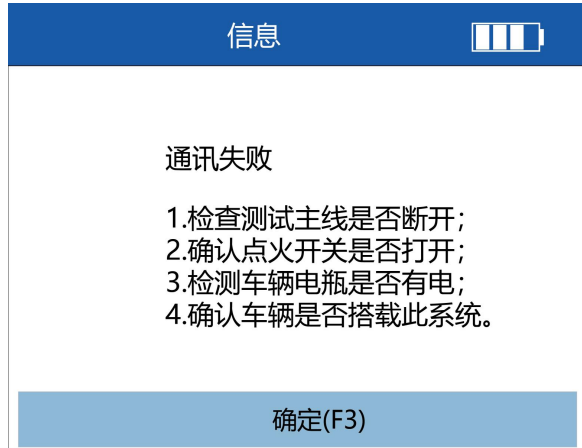 信息
通讯失败
1.检查测试主线是否断开;
2.确认点火开关是否打开;
3.检测车辆电瓶是否有电;
4.确认车辆是否搭载此系统。
确定(F3)